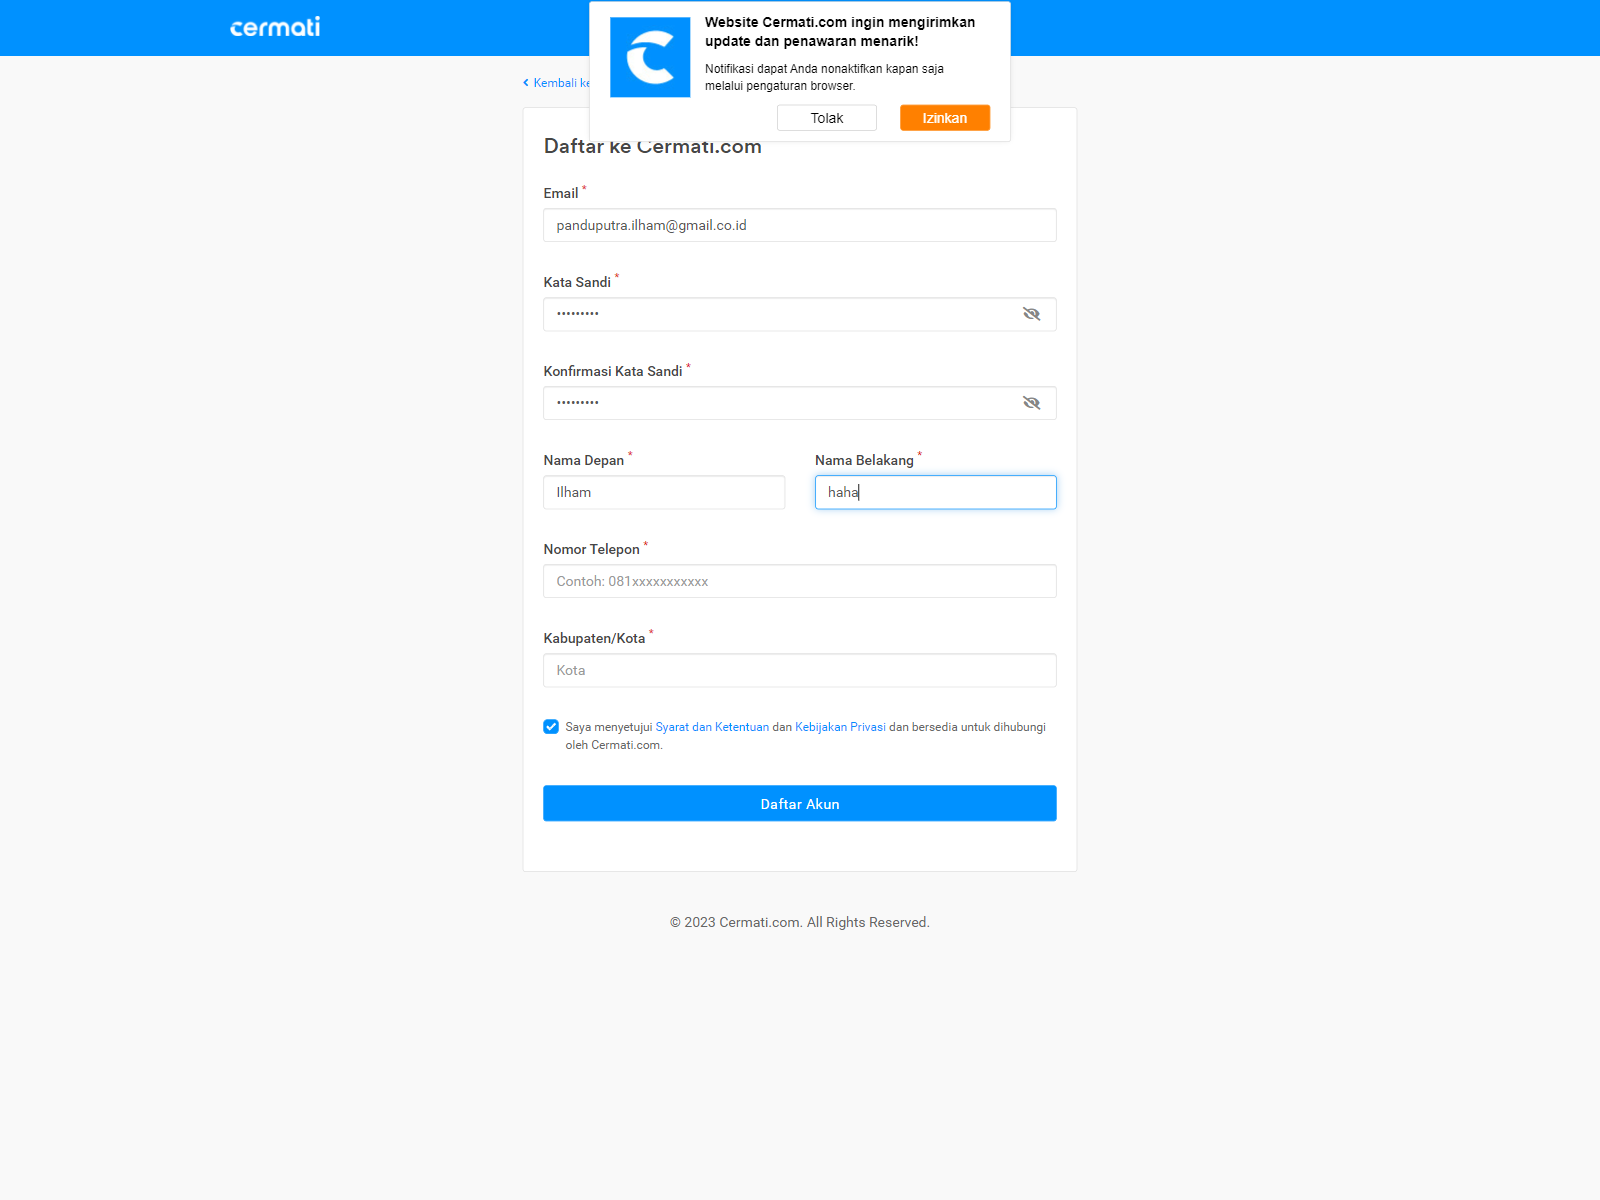 cermati
Website Cermati.com ingin mengirimkan
update dan penawaran menarik!
Notifikasi dapat Anda nonaktifkan kapan saja
melalui pengaturan browser.
Tolak
Izinkan
Kembali ke
Daftar ke Cermati.com
Email *
panduputra.ilham@gmail.co.id
Kata Sandi *
•••••••••
Konfirmasi Kata Sandi *
•••••••••
Nama Depan *
Nama Belakang *
Ilham
haha
Nomor Telepon *
Contoh: 081xxxxxxxxxxx
Kabupaten/Kota *
Kota
Saya menyetujui Syarat dan Ketentuan dan Kebijakan Privasi dan bersedia untuk dihubungi
oleh Cermati.com.
Daftar Akun
© 2023 Cermati.com. All Rights Reserved.